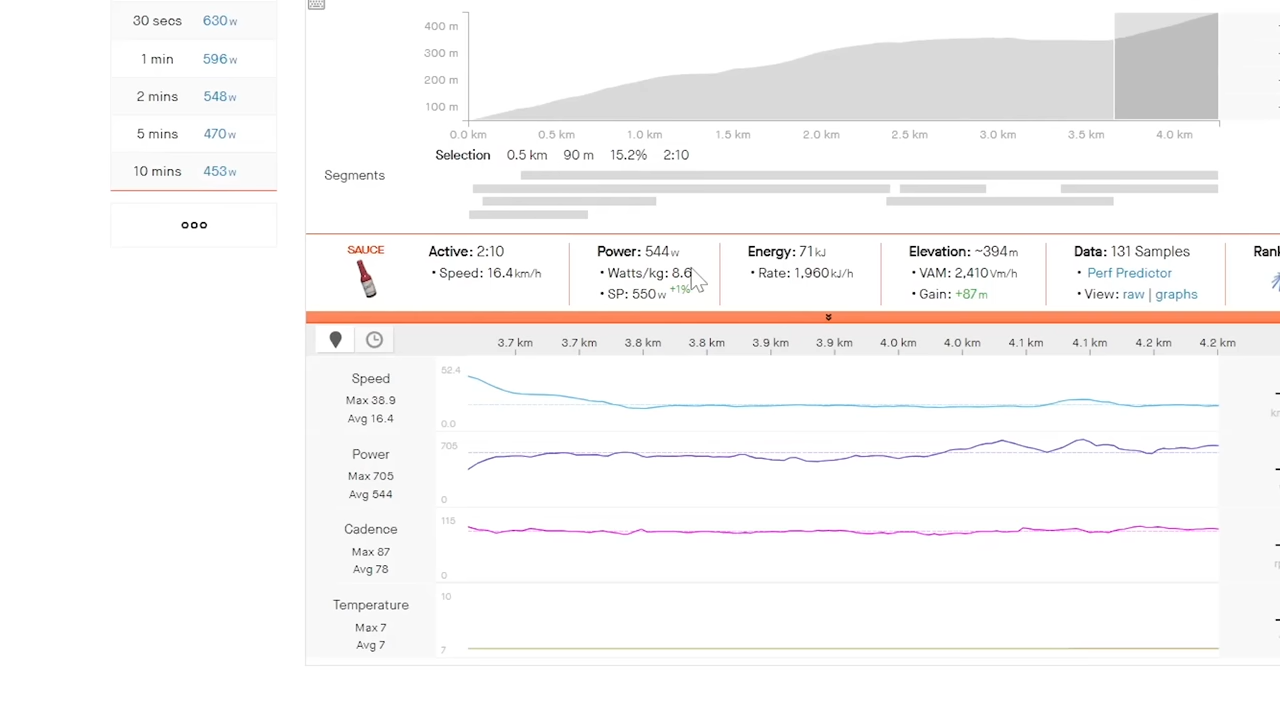 30 secs 630w
1 min 596w
2 mins 548w
5 mins 470w
10 mins 453w
400 m
300 m
200 m
100 m
0.0 km 0.5 km 1.0 km 1.5 km 2.0 km 2.5 km 3.0 km 3.5 km 4.0 km
Selection 0.5 km 90 m 15.2% 2:10
Segments
SAUCE
Active: 2:10
• Speed: 16.4km/h
Power: 544w
• Watts/kg: 8.6
• SP: 550w +1%
Energy: 71kJ
• Rate: 1,960kJ/h
Elevation: ~394m
• VAM: 2,410Vm/h
• Gain: +87m
Data: 131 Samples
• Perf Predictor
• View: raw | graphs
Rank
3.7 km 3.7 km 3.8 km 3.8 km 3.9 km 3.9 km 4.0 km 4.0 km 4.1 km 4.1 km 4.2 km 4.2 km
Speed
Max 38.9
Avg 16.4
52.4
0.0
Power
Max 705
Avg 544
705
0
Cadence
Max 87
Avg 78
115
0
Temperature
Max 7
Avg 7
10
7